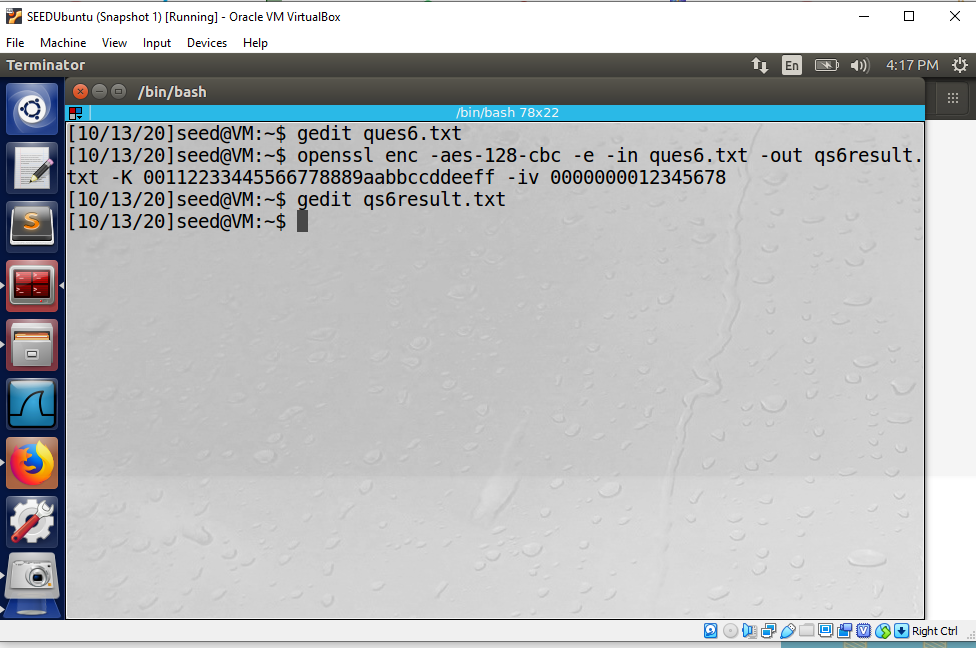 SEEDUbuntu (Snapshot 1) [Running] - Oracle VM VirtualBox
File Machine View Input Devices Help
Terminator En 4:17 PM
/bin/bash
/bin/bash 78x22
[10/13/20]seed@VM:~$ gedit ques6.txt
[10/13/20]seed@VM:~$ openssl enc -aes-128-cbc -e -in ques6.txt -out qs6result.
txt -K 00112233445566778889aabbccddeeff -iv 0000000012345678
[10/13/20]seed@VM:~$ gedit qs6result.txt
[10/13/20]seed@VM:~$
Right Ctrl